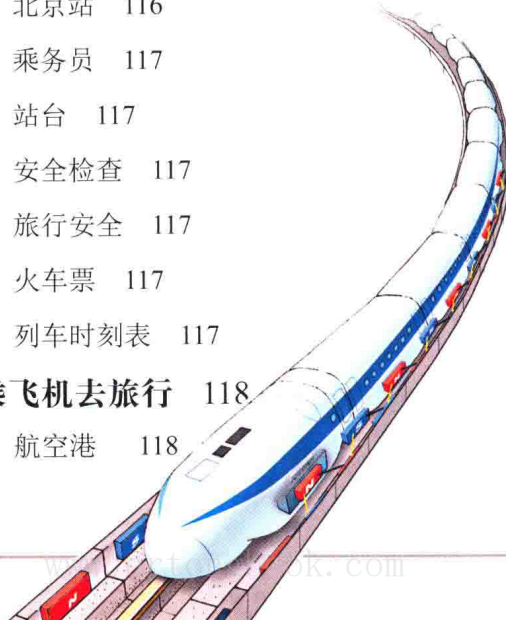 北京站 116
乘务员 117
站台 117
安全检查 117
旅行安全 117
火车票 117
列车时刻表 117
乘飞机去旅行 118
航空港 118